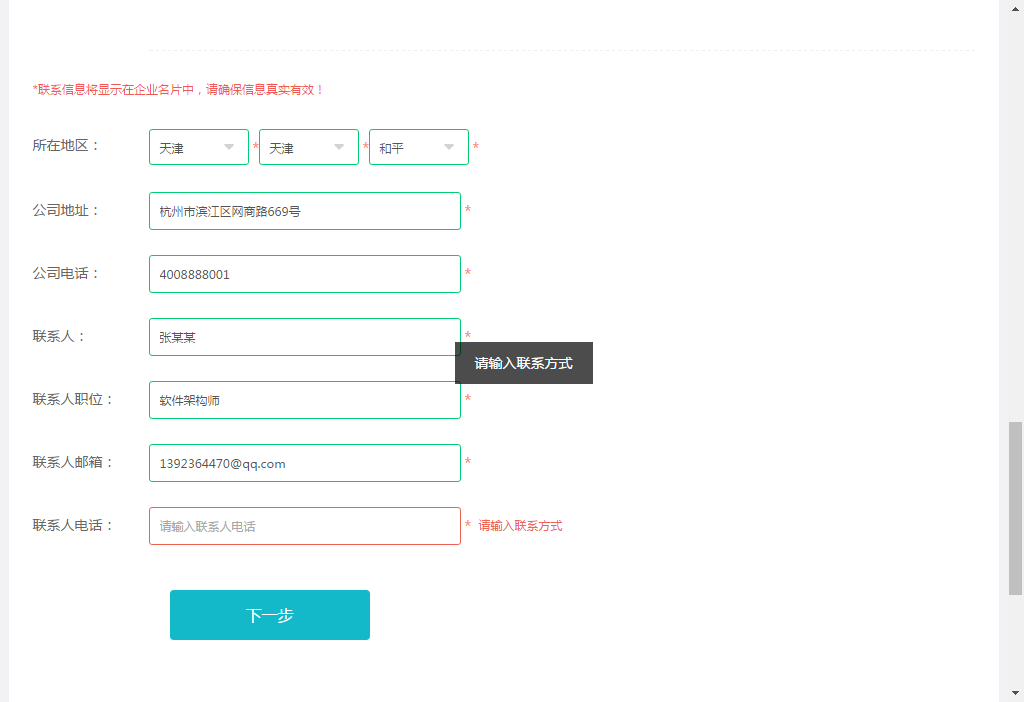 *联系信息将显示在企业名片中，请确保信息真实有效！
所在地区： 天津 * 天津 * 和平 *
公司地址： 杭州市滨江区网商路669号 *
公司电话： 4008888001 *
联系人： 张某某 *
请输入联系方式
联系人职位： 软件架构师 *
联系人邮箱： 1392364470@qq.com *
联系人电话： 请输入联系人电话 * 请输入联系方式
下一步